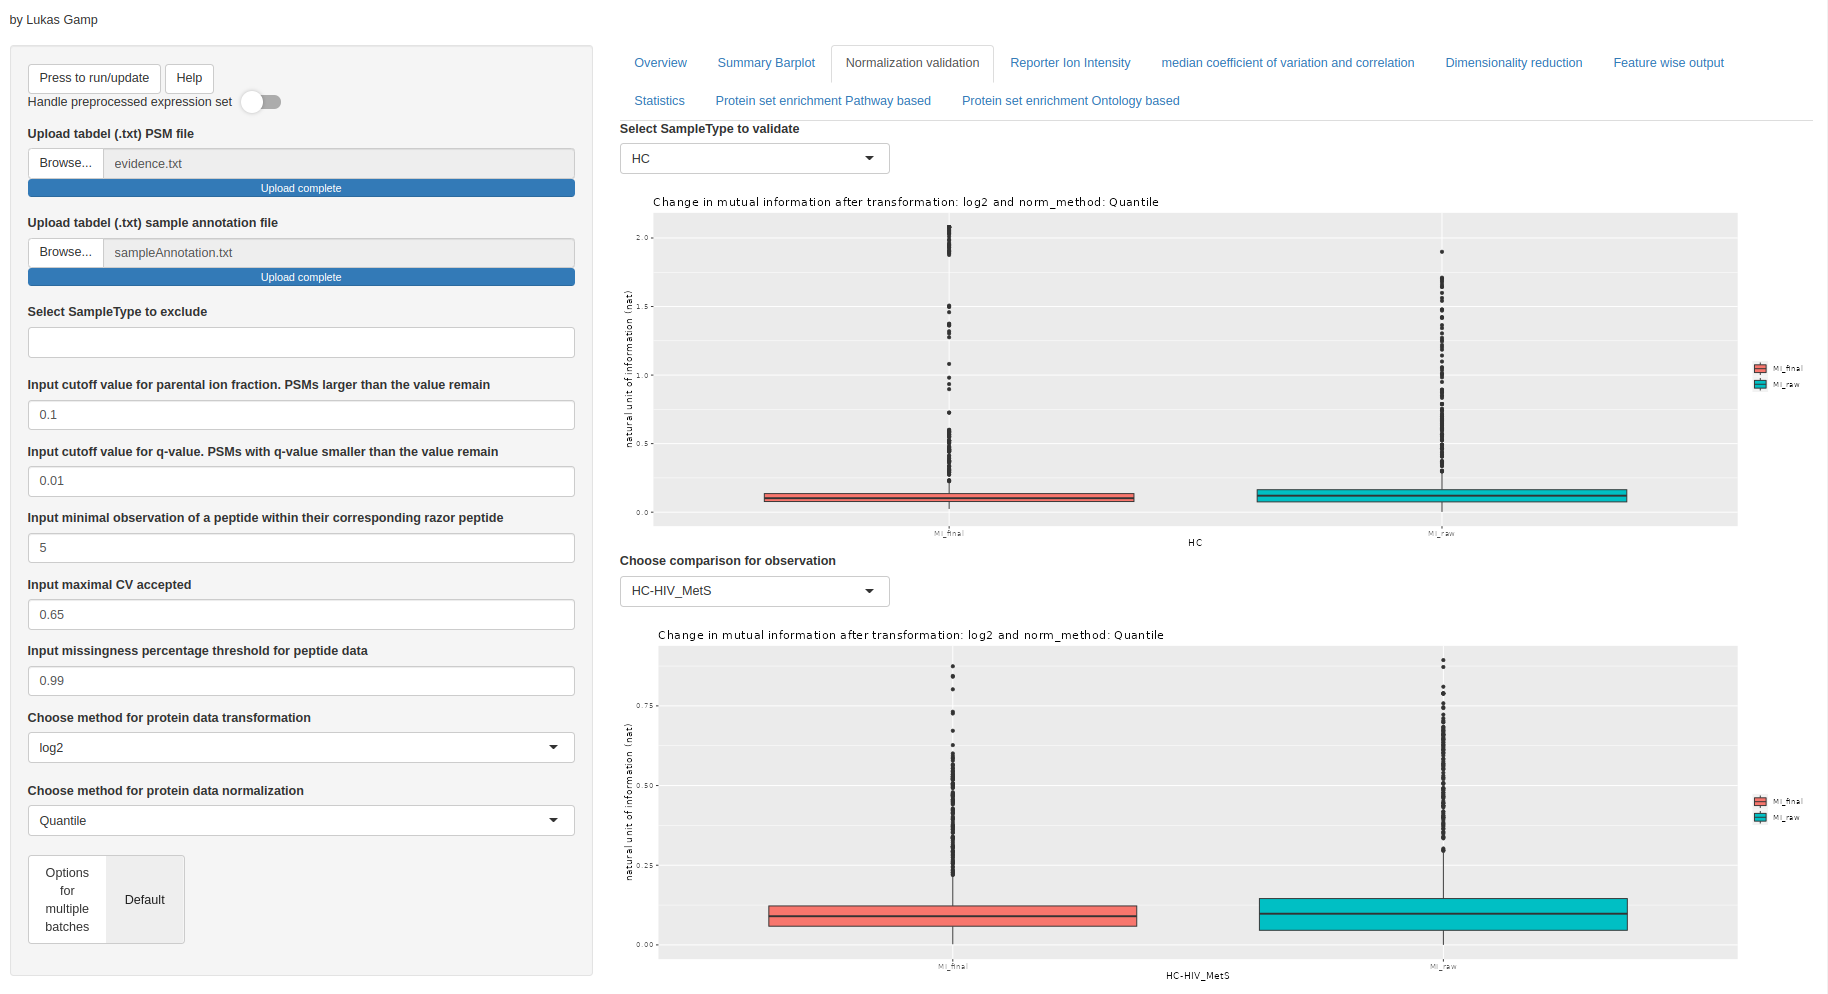 by Lukas Gamp
Press to run/update
Help
Handle preprocessed expression set
Upload tabdel (.txt) PSM file
Browse...
evidence.txt
Upload complete
Upload tabdel (.txt) sample annotation file
Browse...
sampleAnnotation.txt
Upload complete
Select SampleType to exclude
Input cutoff value for parental ion fraction. PSMs larger than the value remain
0.1
Input cutoff value for q-value. PSMs with q-value smaller than the value remain
0.01
Input minimal observation of a peptide within their corresponding razor peptide
5
Input maximal CV accepted
0.65
Input missingness percentage threshold for peptide data
0.99
Choose method for protein data transformation
log2
Choose method for protein data normalization
Quantile
Options
for
multiple
batches
Default
Overview
Summary Barplot
Normalization validation
Reporter Ion Intensity
median coefficient of variation and correlation
Dimensionality reduction
Feature wise output
Statistics
Protein set enrichment Pathway based
Protein set enrichment Ontology based
Select SampleType to validate
HC
Change in mutual information after transformation: log2 and norm_method: Quantile
natural unit of information (nat)
2.0
1.5
1.0
0.5
0.0
MI_final
MI_raw
HC
MI_final
MI_raw
Choose comparison for observation
HC-HIV_MetS
Change in mutual information after transformation: log2 and norm_method: Quantile
natural unit of information (nat)
0.75
0.50
0.25
0.00
MI_final
MI_raw
HC-HIV_MetS
MI_final
MI_raw